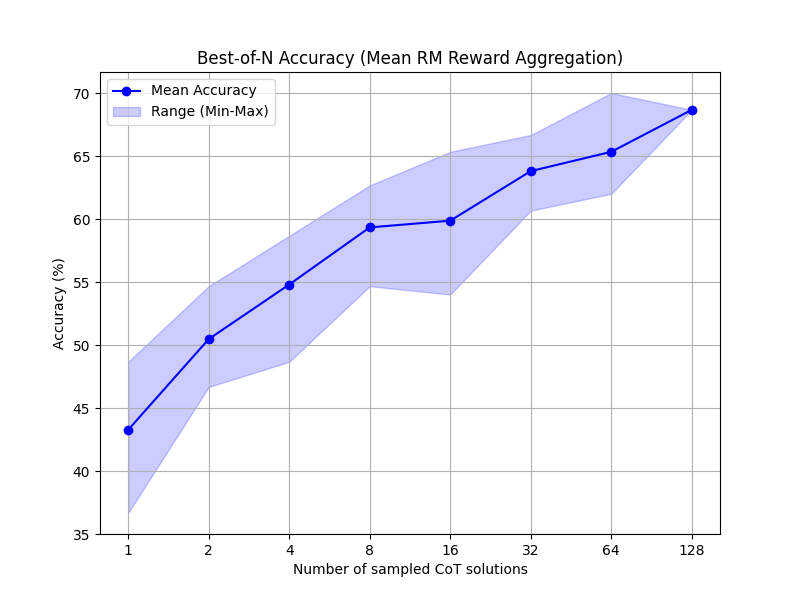 Best-of-N Accuracy (Mean RM Reward Aggregation)
Mean Accuracy
Range (Min-Max)
70
65
60
55
50
45
40
35
Accuracy (%)
1 2 4 8 16 32 64 128
Number of sampled CoT solutions